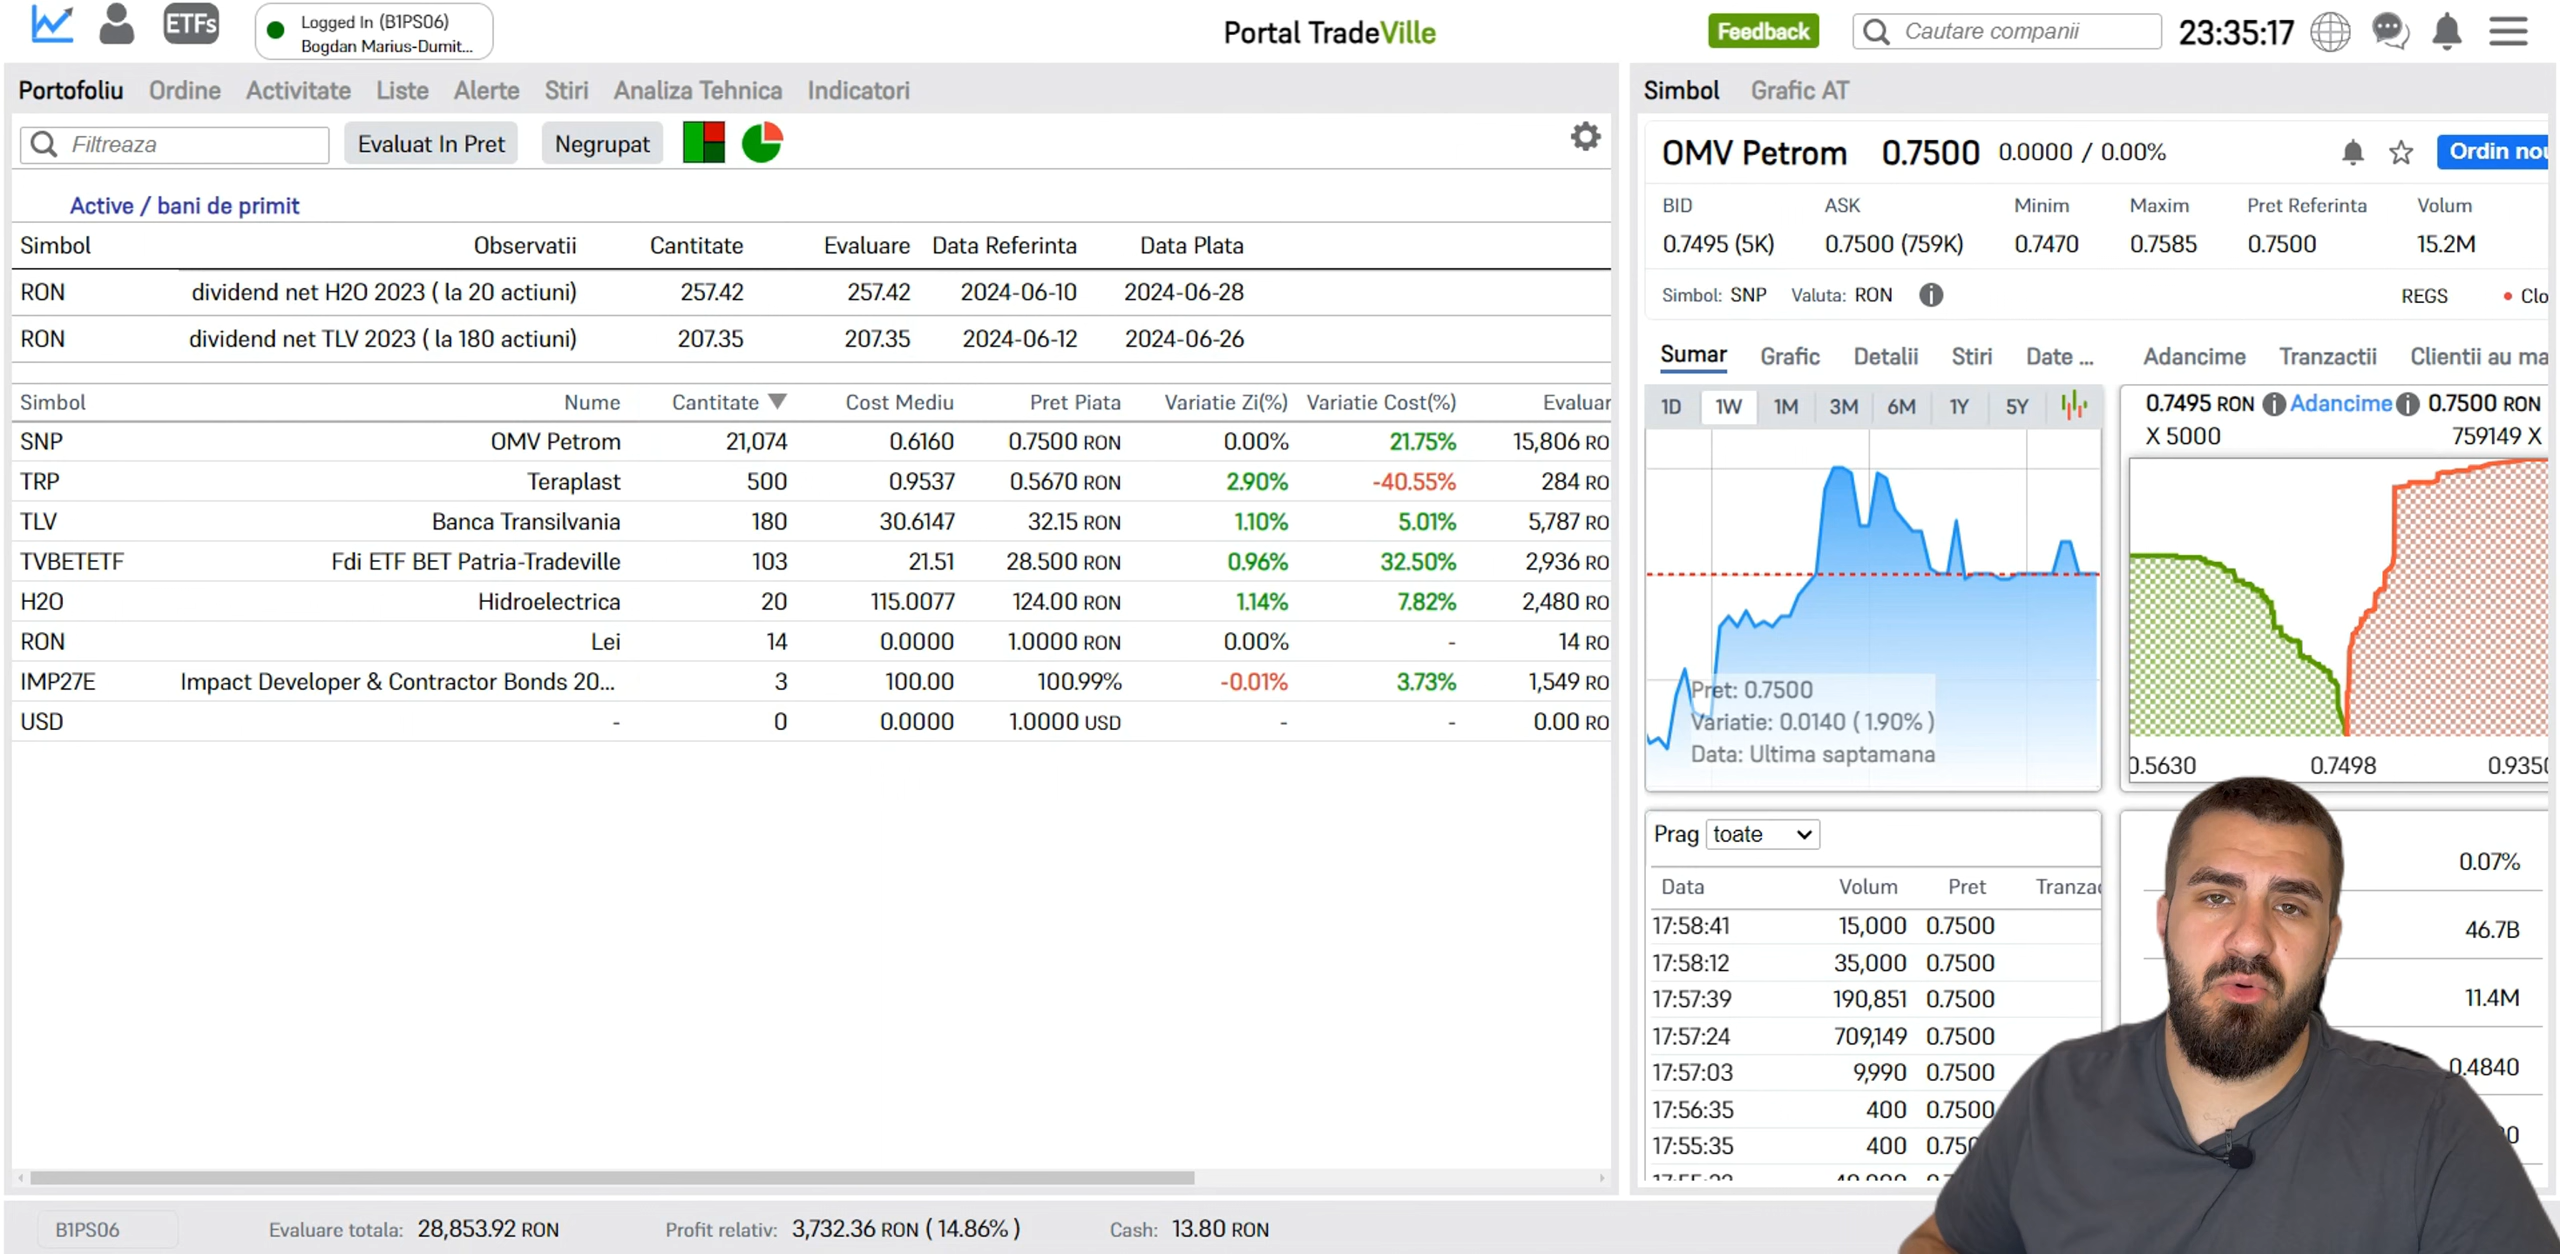 ETFs
Logged In (B1PS06)
Bogdan Marius-Dumit...
Portal TradeVille
Feedback
Cautare companii
23:35:17
Portofoliu Ordine Activitate Liste Alerte Stiri Analiza Tehnica Indicatori
Filtreaza
Evaluat In Pret
Negrupat
Active / bani de primit
Simbol Observatii Cantitate Evaluare Data Referinta Data Plata
RON dividend net H2O 2023 ( la 20 actiuni) 257.42 257.42 2024-06-10 2024-06-28
RON dividend net TLV 2023 ( la 180 actiuni) 207.35 207.35 2024-06-12 2024-06-26
Simbol Nume Cantitate Cost Mediu Pret Piata Variatie Zi(%) Variatie Cost(%) Evaluar
SNP OMV Petrom 21,074 0.6160 0.7500 RON 0.00% 21.75% 15,806 RO
TRP Teraplast 500 0.9537 0.5670 RON 2.90% -40.55% 284 RO
TLV Banca Transilvania 180 30.6147 32.15 RON 1.10% 5.01% 5,787 RO
TVBETETF Fdi ETF BET Patria-Tradeville 103 21.51 28.500 RON 0.96% 32.50% 2,936 RO
H2O Hidroelectrica 20 115.0077 124.00 RON 1.14% 7.82% 2,480 RO
RON Lei 14 0.0000 1.0000 RON 0.00% - 14 RO
IMP27E Impact Developer & Contractor Bonds 20... 3 100.00 100.99% -0.01% 3.73% 1,549 RO
USD - 0 0.0000 1.0000 USD - - 0.00 RO
B1PS06 Evaluare totala: 28,853.92 RON Profit relativ: 3,732.36 RON ( 14.86% ) Cash: 13.80 RON
Simbol Grafic AT
OMV Petrom 0.7500 0.0000 / 0.00%
Ordin nou
BID ASK Minim Maxim Pret Referinta Volum
0.7495 (5K) 0.7500 (759K) 0.7470 0.7585 0.7500 15.2M
Simbol: SNP Valuta: RON REGS Clo
Sumar Grafic Detalii Stiri Date ... Adancime Tranzactii Clientii au ma
1D 1W 1M 3M 6M 1Y 5Y
Pret: 0.7500
Variatie: 0.0140 ( 1.90% )
Data: Ultima saptamana
0.7495 RON Adancime 0.7500 RON
X 5000 759149 X
0.5630 0.7498 0.935
Prag toate
Data Volum Pret Tranzac
17:58:41 15,000 0.7500
17:58:12 35,000 0.7500
17:57:39 190,851 0.7500
17:57:24 709,149 0.7500
17:57:03 9,990 0.7500
17:56:35 400 0.7500
17:55:35 400 0.750
0.07%
46.7B
11.4M
0.4840